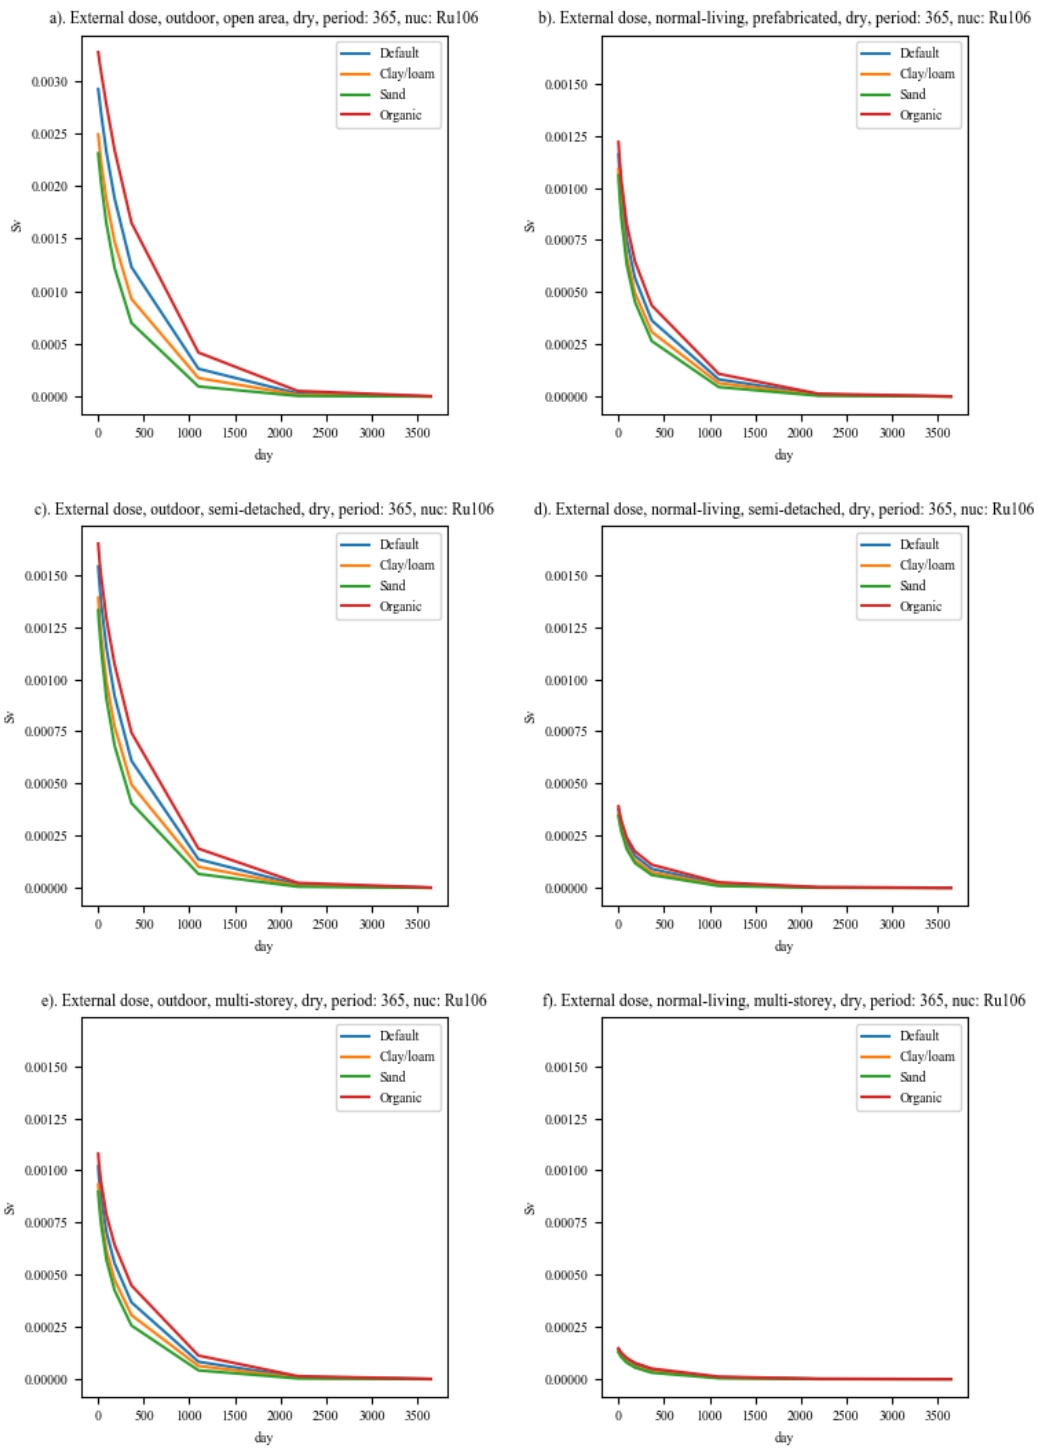 a). External dose, outdoor, open area, dry, period: 365, nuc: Ru106
Default
Clay/loam
Sand
Organic
0.0030
0.0025
0.0020
0.0015
0.0010
0.0005
0.0000
Sv
0 500 1000 1500 2000 2500 3000 3500
day
b). External dose, normal-living, prefabricated, dry, period: 365, nuc: Ru106
Default
Clay/loam
Sand
Organic
0.00150
0.00125
0.00100
0.00075
0.00050
0.00025
0.00000
Sv
0 500 1000 1500 2000 2500 3000 3500
day
c). External dose, outdoor, semi-detached, dry, period: 365, nuc: Ru106
Default
Clay/loam
Sand
Organic
0.00150
0.00125
0.00100
0.00075
0.00050
0.00025
0.00000
Sv
0 500 1000 1500 2000 2500 3000 3500
day
d). External dose, normal-living, semi-detached, dry, period: 365, nuc: Ru106
Default
Clay/loam
Sand
Organic
0.00150
0.00125
0.00100
0.00075
0.00050
0.00025
0.00000
Sv
0 500 1000 1500 2000 2500 3000 3500
day
e). External dose, outdoor, multi-storey, dry, period: 365, nuc: Ru106
Default
Clay/loam
Sand
Organic
0.00150
0.00125
0.00100
0.00075
0.00050
0.00025
0.00000
Sv
0 500 1000 1500 2000 2500 3000 3500
day
f). External dose, normal-living, multi-storey, dry, period: 365, nuc: Ru106
Default
Clay/loam
Sand
Organic
0.00150
0.00125
0.00100
0.00075
0.00050
0.00025
0.00000
Sv
0 500 1000 1500 2000 2500 3000 3500
day